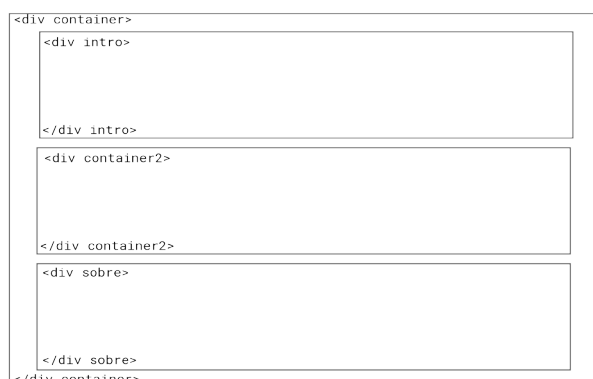 <div container>
<div intro>
</div intro>
<div container2>
</div container2>
<div sobre>
</div sobre>
</div container>